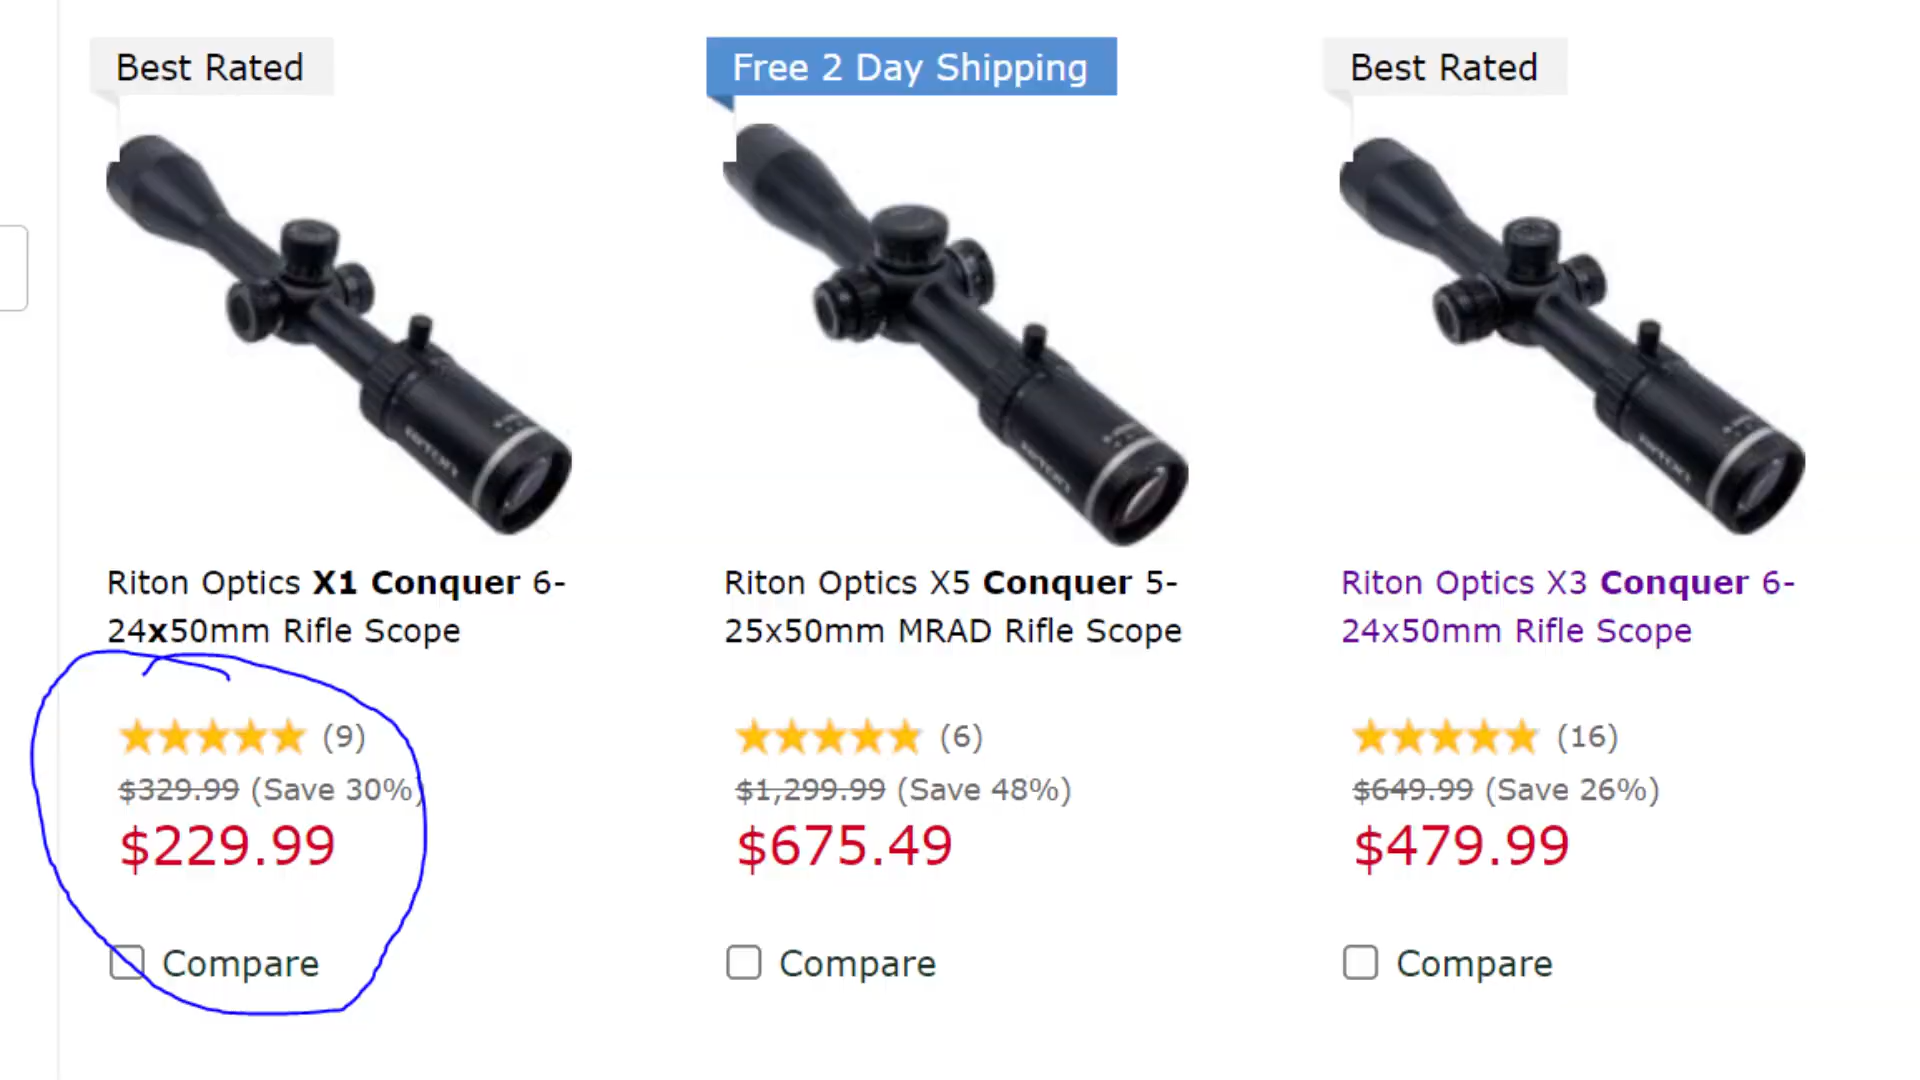 Best Rated
Riton Optics X1 Conquer 6-
24x50mm Rifle Scope
(9)
$329.99 (Save 30%)
$229.99
Compare
Free 2 Day Shipping
Riton Optics X5 Conquer 5-
25x50mm MRAD Rifle Scope
(6)
$1,299.99 (Save 48%)
$675.49
Compare
Best Rated
Riton Optics X3 Conquer 6-
24x50mm Rifle Scope
(16)
$649.99 (Save 26%)
$479.99
Compare